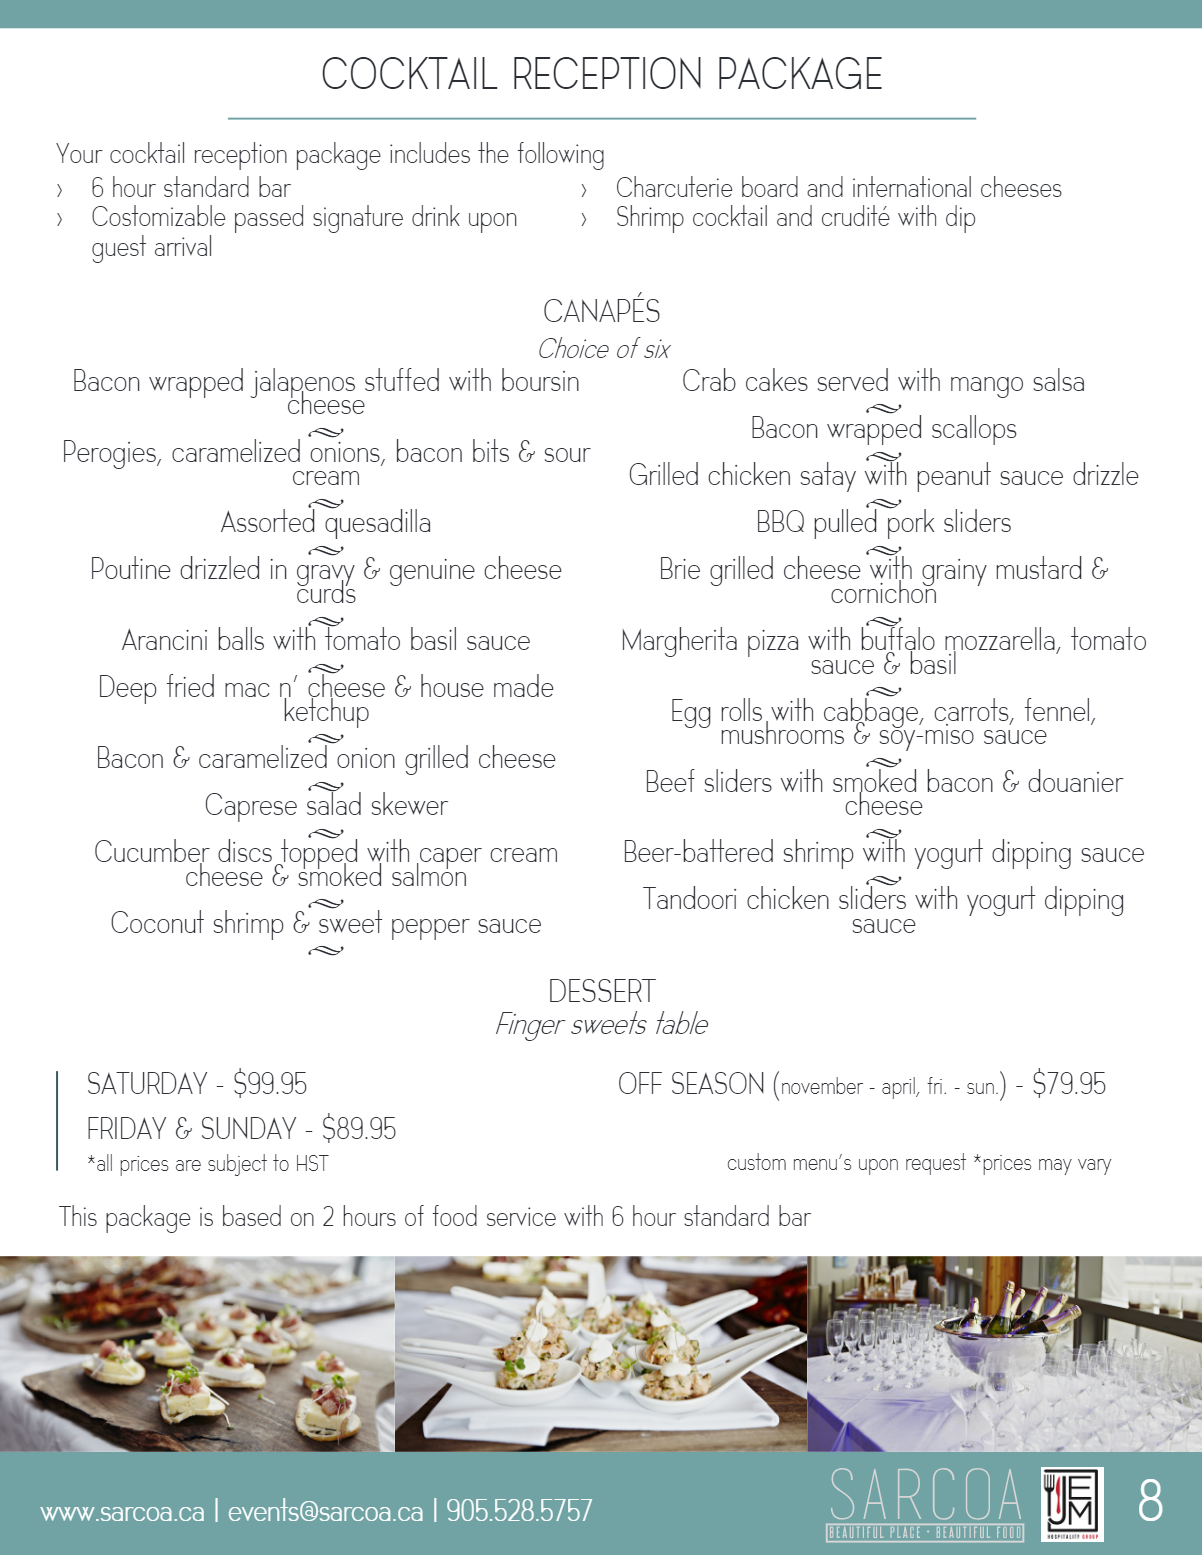 COCKTAIL RECEPTION PACKAGE
Your cocktail reception package includes the following
› 6 hour standard bar
› Costomizable passed signature drink upon
guest arrival
› Charcuterie board and international cheeses
› Shrimp cocktail and crudité with dip
CANAPÉS
Choice of six
Bacon wrapped jalapenos stuffed with boursin
cheese
Perogies, caramelized onions, bacon bits & sour
cream
Assorted quesadilla
Poutine drizzled in gravy & genuine cheese
curds
Arancini balls with tomato basil sauce
Deep fried mac n' cheese & house made
ketchup
Bacon & caramelized onion grilled cheese
Caprese salad skewer
Cucumber discs topped with caper cream
cheese & smoked salmon
Coconut shrimp & sweet pepper sauce
Crab cakes served with mango salsa
Bacon wrapped scallops
Grilled chicken satay with peanut sauce drizzle
BBQ pulled pork sliders
Brie grilled cheese with grainy mustard &
cornichon
Margherita pizza with buffalo mozzarella, tomato
sauce & basil
Egg rolls with cabbage, carrots, fennel,
mushrooms & soy-miso sauce
Beef sliders with smoked bacon & douanier
cheese
Beer-battered shrimp with yogurt dipping sauce
Tandoori chicken sliders with yogurt dipping
sauce
DESSERT
Finger sweets table
SATURDAY - $99.95
FRIDAY & SUNDAY - $89.95
*all prices are subject to HST
OFF SEASON (november - april, fri. - sun.) - $79.95
custom menu's upon request *prices may vary
This package is based on 2 hours of food service with 6 hour standard bar
www.sarcoa.ca | events@sarcoa.ca | 905.528.5757
SARCOA
BEAUTIFUL PLACE • BEAUTIFUL FOOD
JEM
HOSPITALITY GROUP
8